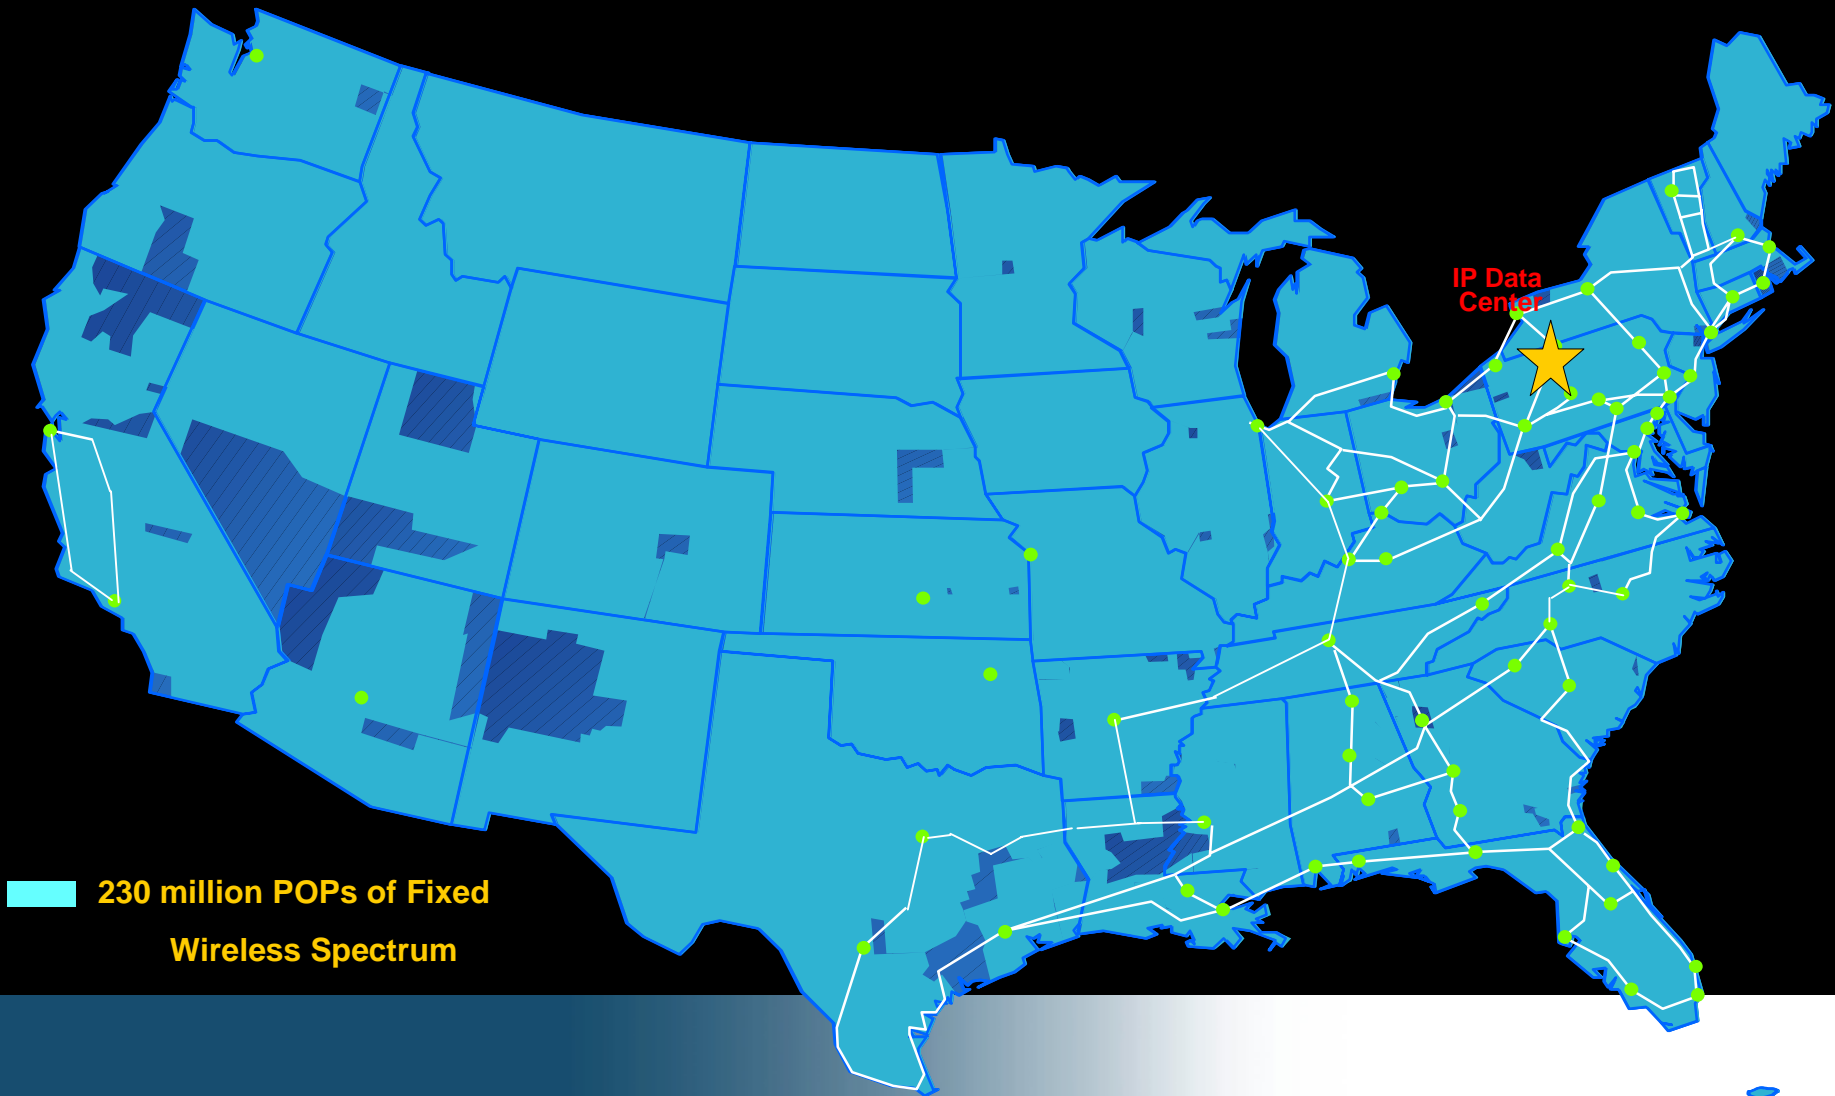 IP Data
Center
230 million POPs of Fixed
Wireless Spectrum